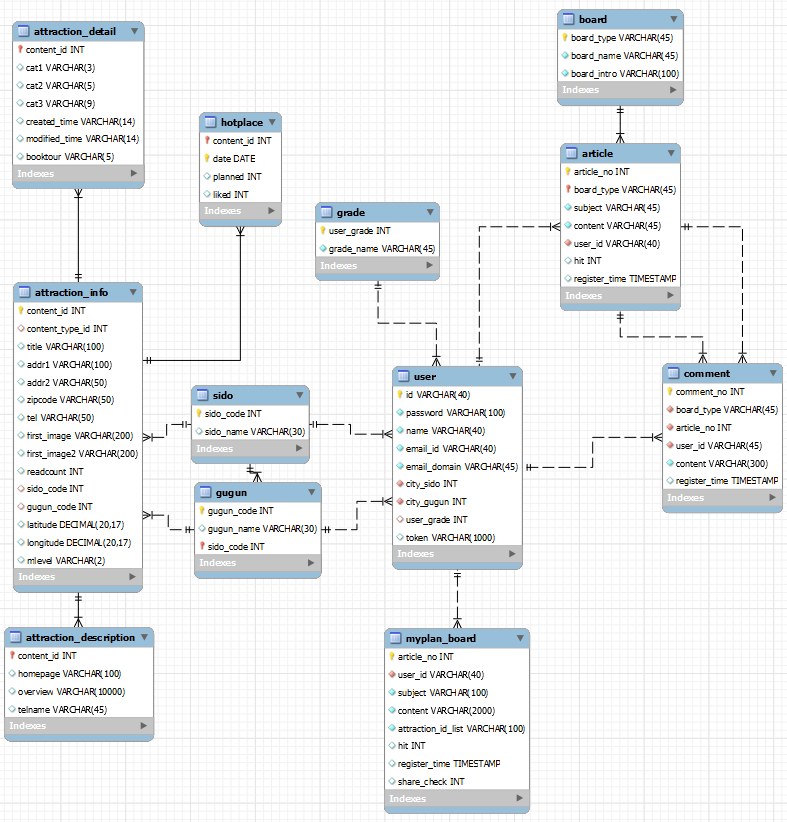 attraction_detail
content_id INT
cat1 VARCHAR(3)
cat2 VARCHAR(5)
cat3 VARCHAR(9)
created_time VARCHAR(14)
modified_time VARCHAR(14)
booktour VARCHAR(5)
Indexes
hotplace
content_id INT
date DATE
planned INT
liked INT
Indexes
grade
user_grade INT
grade_name VARCHAR(45)
Indexes
board
board_type VARCHAR(45)
board_name VARCHAR(45)
board_intro VARCHAR(100)
Indexes
article
article_no INT
board_type VARCHAR(45)
subject VARCHAR(45)
content VARCHAR(45)
user_id VARCHAR(40)
hit INT
register_time TIMESTAMP
Indexes
attraction_info
content_id INT
content_type_id INT
title VARCHAR(100)
addr1 VARCHAR(100)
addr2 VARCHAR(50)
zipcode VARCHAR(50)
tel VARCHAR(50)
first_image VARCHAR(200)
first_image2 VARCHAR(200)
readcount INT
sido_code INT
gugun_code INT
latitude DECIMAL(20,17)
longitude DECIMAL(20,17)
mlevel VARCHAR(2)
Indexes
sido
sido_code INT
sido_name VARCHAR(30)
Indexes
gugun
gugun_code INT
gugun_name VARCHAR(30)
sido_code INT
Indexes
user
id VARCHAR(40)
password VARCHAR(100)
name VARCHAR(40)
email_id VARCHAR(40)
email_domain VARCHAR(45)
city_sido INT
city_gugun INT
user_grade INT
token VARCHAR(1000)
Indexes
comment
comment_no INT
board_type VARCHAR(45)
article_no INT
user_id VARCHAR(45)
content VARCHAR(300)
register_time TIMESTAMP
Indexes
attraction_description
content_id INT
homepage VARCHAR(100)
overview VARCHAR(10000)
telname VARCHAR(45)
Indexes
myplan_board
article_no INT
user_id VARCHAR(40)
subject VARCHAR(100)
content VARCHAR(2000)
attraction_id_list VARCHAR(100)
hit INT
register_time TIMESTAMP
share_check INT
Indexes